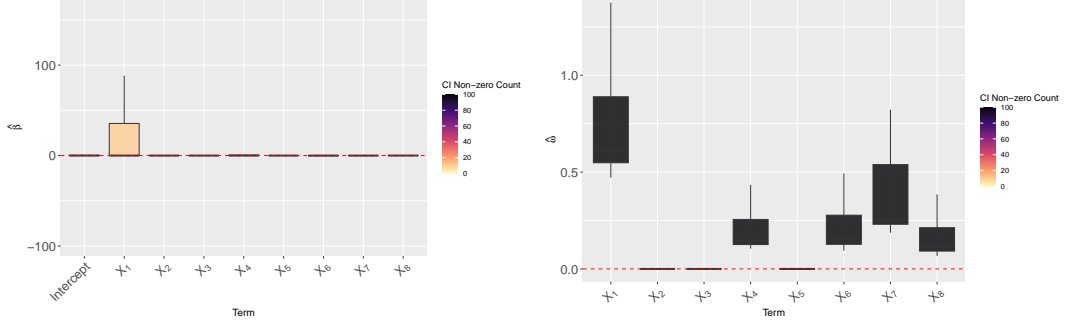 100
0
−100
β̂
Intercept
X1
X2
X3
X4
X5
X6
X7
X8
Term
CI Non−zero Count
100
80
60
40
20
0
1.0
0.5
0.0
ω̂
X1
X2
X3
X4
X5
X6
X7
X8
Term
CI Non−zero Count
100
80
60
40
20
0